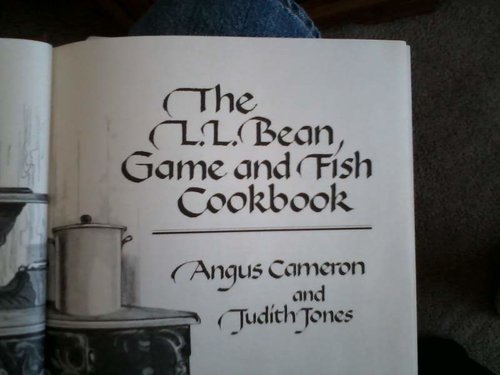 The
L.L. Bean
Game and Fish
Cookbook
Angus Cameron
and
Judith Jones